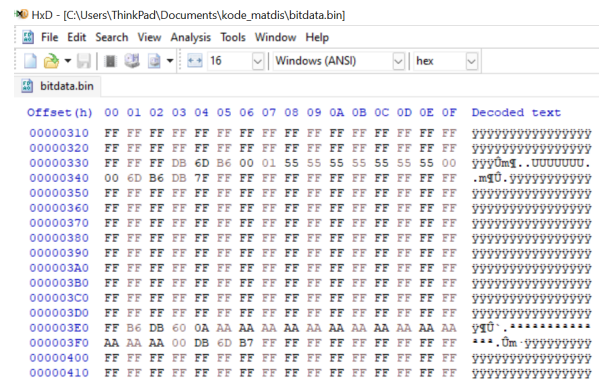 HxD - [C:\Users\ThinkPad\Documents\kode_matdis\bitdata.bin]
File Edit Search View Analysis Tools Window Help
16 Windows (ANSI) hex
bitdata.bin
Offset(h) 00 01 02 03 04 05 06 07 08 09 0A 0B 0C 0D 0E 0F Decoded text
00000310 FF FF FF FF FF FF FF FF FF FF FF FF FF FF FF FF ÿÿÿÿÿÿÿÿÿÿÿÿÿÿÿÿ
00000320 FF FF FF FF FF FF FF FF FF FF FF FF FF FF FF FF ÿÿÿÿÿÿÿÿÿÿÿÿÿÿÿÿ
00000330 FF FF FF DB 6D B6 00 01 55 55 55 55 55 55 55 00 ÿÿÿÛm¶..UUUUUUU.
00000340 00 6D B6 DB 7F FF FF FF FF FF FF FF FF FF FF FF .m¶Û.ÿÿÿÿÿÿÿÿÿÿÿ
00000350 FF FF FF FF FF FF FF FF FF FF FF FF FF FF FF FF ÿÿÿÿÿÿÿÿÿÿÿÿÿÿÿÿ
00000360 FF FF FF FF FF FF FF FF FF FF FF FF FF FF FF FF ÿÿÿÿÿÿÿÿÿÿÿÿÿÿÿÿ
00000370 FF FF FF FF FF FF FF FF FF FF FF FF FF FF FF FF ÿÿÿÿÿÿÿÿÿÿÿÿÿÿÿÿ
00000380 FF FF FF FF FF FF FF FF FF FF FF FF FF FF FF FF ÿÿÿÿÿÿÿÿÿÿÿÿÿÿÿÿ
00000390 FF FF FF FF FF FF FF FF FF FF FF FF FF FF FF FF ÿÿÿÿÿÿÿÿÿÿÿÿÿÿÿÿ
000003A0 FF FF FF FF FF FF FF FF FF FF FF FF FF FF FF FF ÿÿÿÿÿÿÿÿÿÿÿÿÿÿÿÿ
000003B0 FF FF FF FF FF FF FF FF FF FF FF FF FF FF FF FF ÿÿÿÿÿÿÿÿÿÿÿÿÿÿÿÿ
000003C0 FF FF FF FF FF FF FF FF FF FF FF FF FF FF FF FF ÿÿÿÿÿÿÿÿÿÿÿÿÿÿÿÿ
000003D0 FF FF FF FF FF FF FF FF FF FF FF FF FF FF FF FF ÿÿÿÿÿÿÿÿÿÿÿÿÿÿÿÿ
000003E0 FF B6 DB 60 0A AA AA AA AA AA AA AA AA AA AA AA ÿ¶Û`.ªªªªªªªªªªª
000003F0 AA AA AA 00 DB 6D B7 FF FF FF FF FF FF FF FF FF ªªª.Ûm·ÿÿÿÿÿÿÿÿÿ
00000400 FF FF FF FF FF FF FF FF FF FF FF FF FF FF FF FF ÿÿÿÿÿÿÿÿÿÿÿÿÿÿÿÿ
00000410 FF FF FF FF FF FF FF FF FF FF FF FF FF FF FF FF ÿÿÿÿÿÿÿÿÿÿÿÿÿÿÿÿ